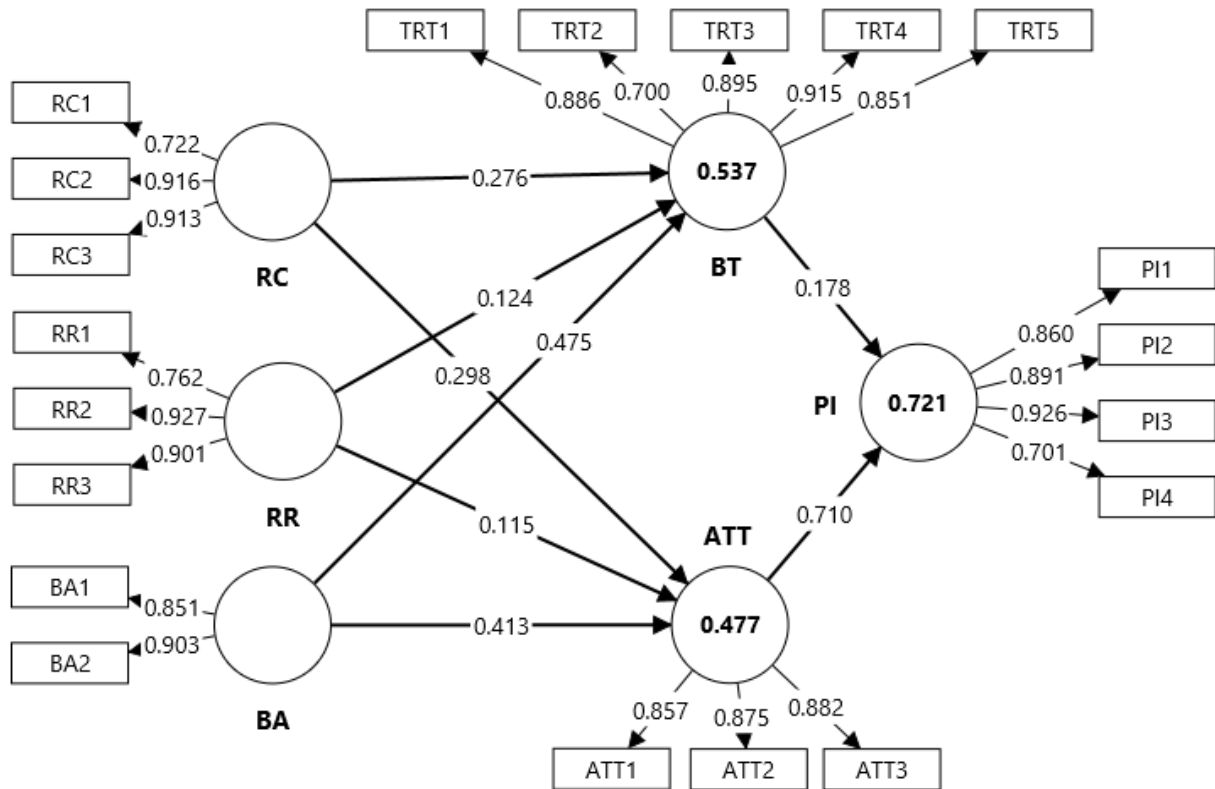 TRT1
TRT2
TRT3
TRT4
TRT5
0.886
0.700
0.895
0.915
0.851
RC1
RC2
RC3
0.722
0.916
0.913
RC
0.276
0.537
BT
0.298
RR1
RR2
RR3
0.762
0.927
0.901
RR
0.124
0.475
0.115
0.178
PI
0.721
0.860
0.891
0.926
0.701
PI1
PI2
PI3
PI4
0.710
BA1
BA2
0.851
0.903
BA
0.413
ATT
0.477
0.857
0.875
0.882
ATT1
ATT2
ATT3